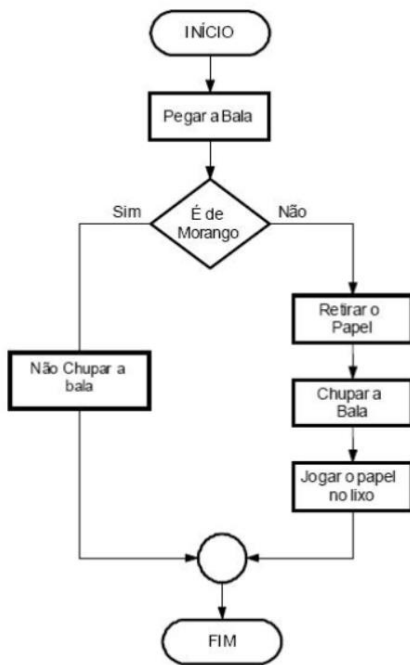 INÍCIO
Pegar a Bala
É de
Morango
Sim
Não
Retirar o
Papel
Não Chupar a
bala
Chupar a
Bala
Jogar o papel
no lixo
FIM